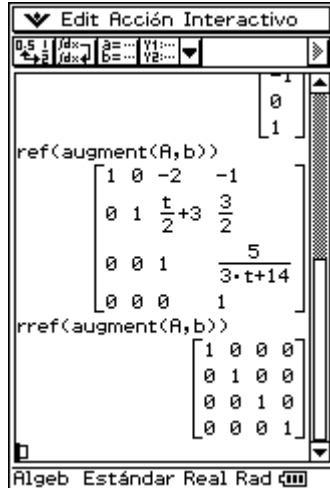 Edit Acción Interactivo
-1
0
1
ref(augment(A,b))
1 0 -2 -1
0 1 t/2+3 3/2
0 0 1 5/(3·t+14)
0 0 0 1
rref(augment(A,b))
1 0 0 0
0 1 0 0
0 0 1 0
0 0 0 1
Algeb Estándar Real Rad